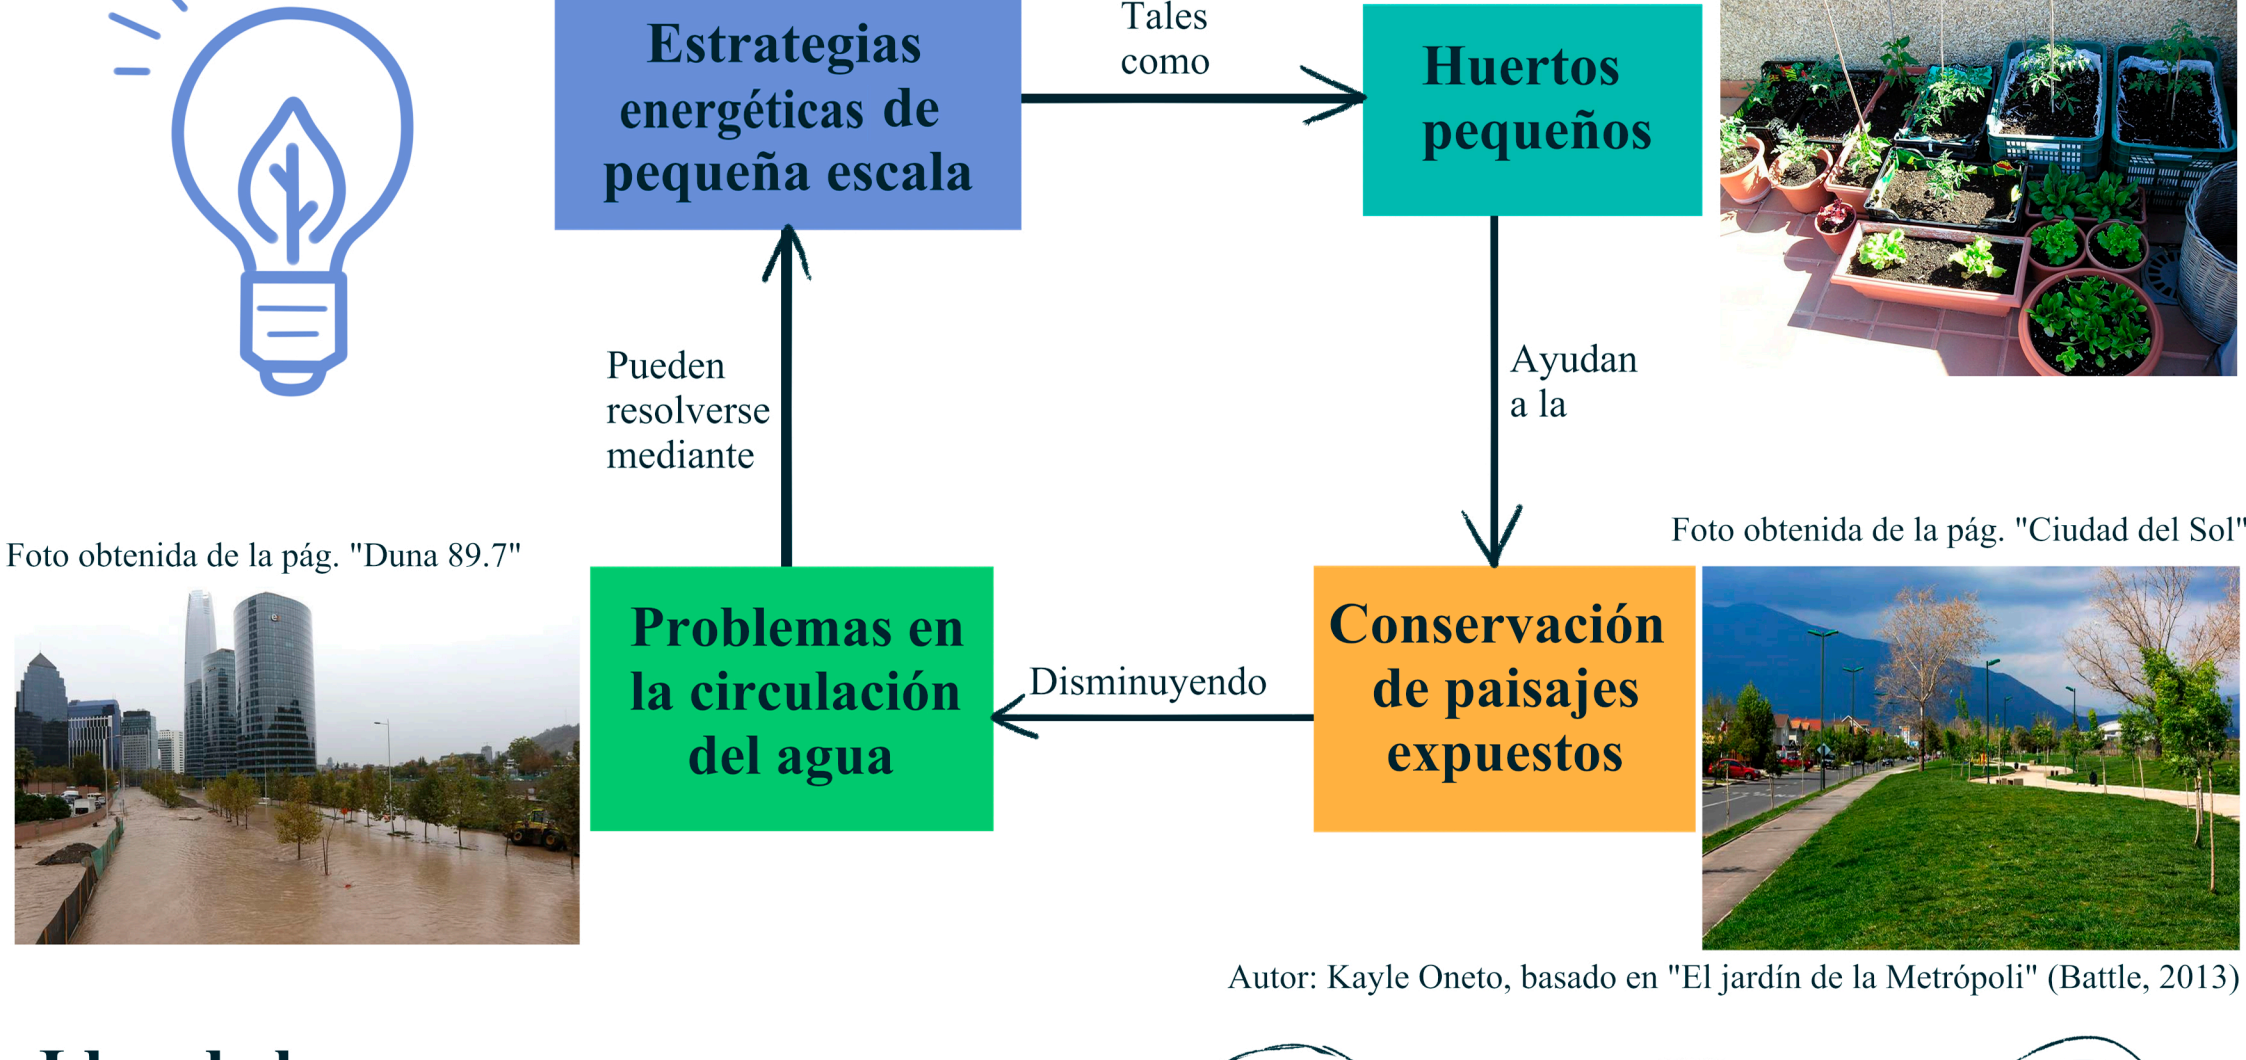 Estrategias
energéticas de
pequeña escala
Tales
como
Huertos
pequeños
Pueden
resolverse
mediante
Ayudan
a la
Foto obtenida de la pág. "Duna 89.7"
Foto obtenida de la pág. "Ciudad del Sol"
Problemas en
la circulación
del agua
Disminuyendo
Conservación
de paisajes
expuestos
Autor: Kayle Oneto, basado en "El jardín de la Metrópoli" (Battle, 2013)